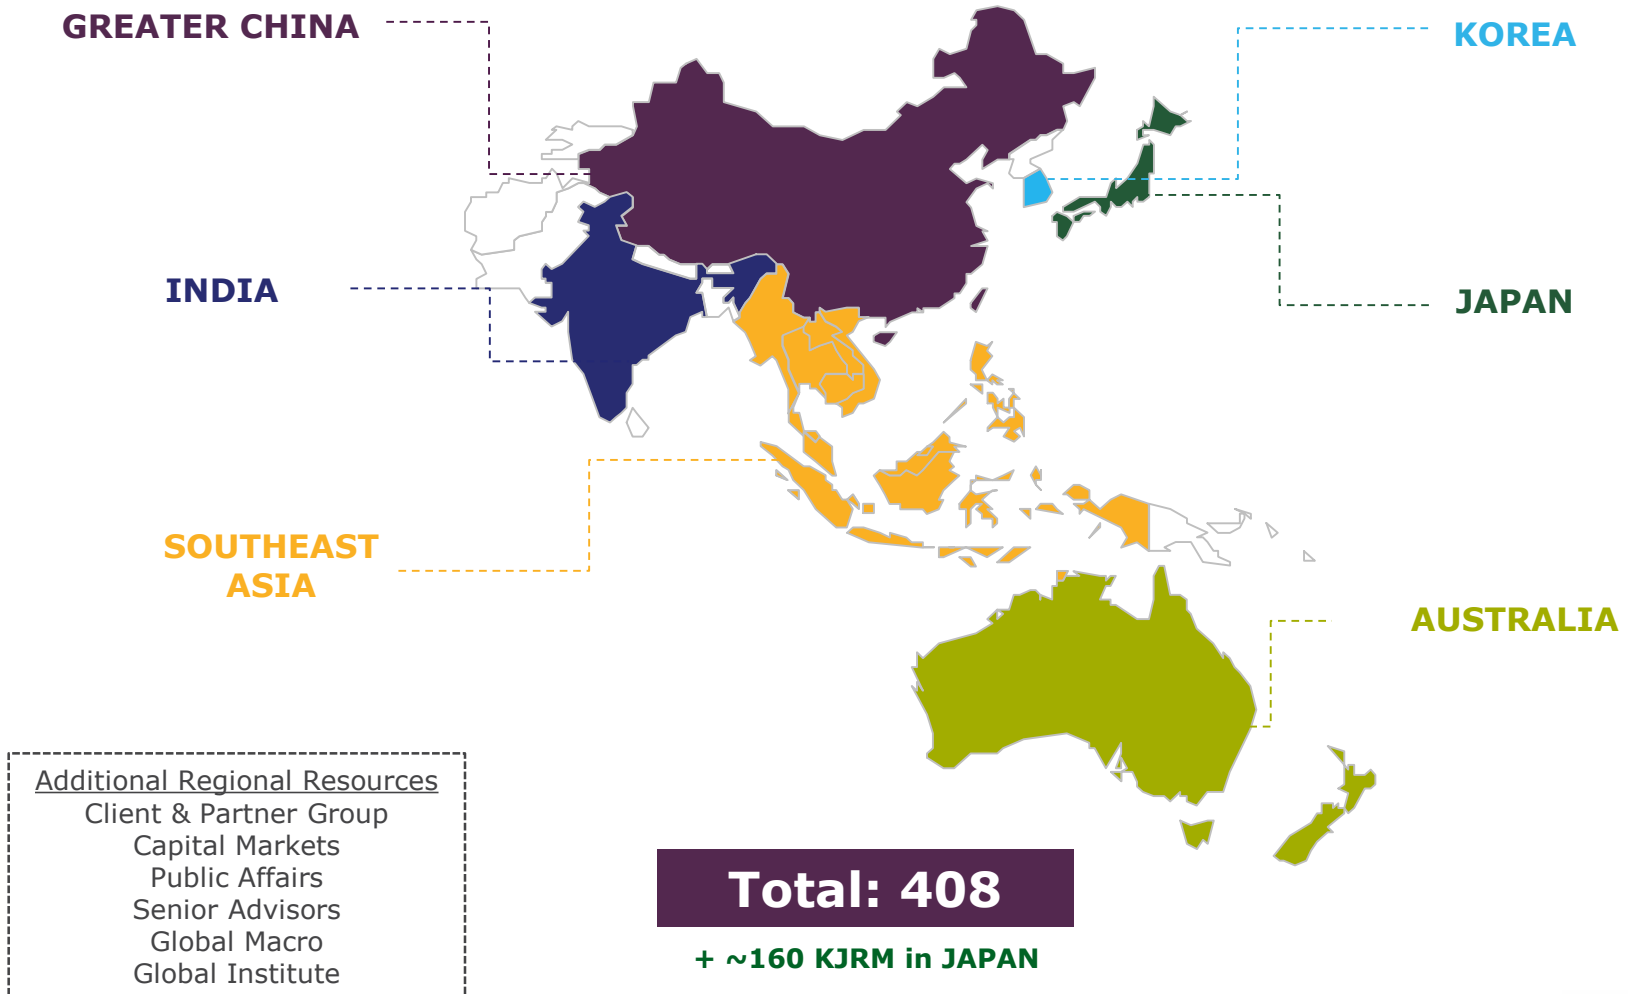 GREATER CHINA
KOREA
INDIA
JAPAN
SOUTHEAST
ASIA
AUSTRALIA
Additional Regional Resources
Client & Partner Group
Capital Markets
Public Affairs
Senior Advisors
Global Macro
Global Institute
Total: 408
+ ~160 KJRM in JAPAN